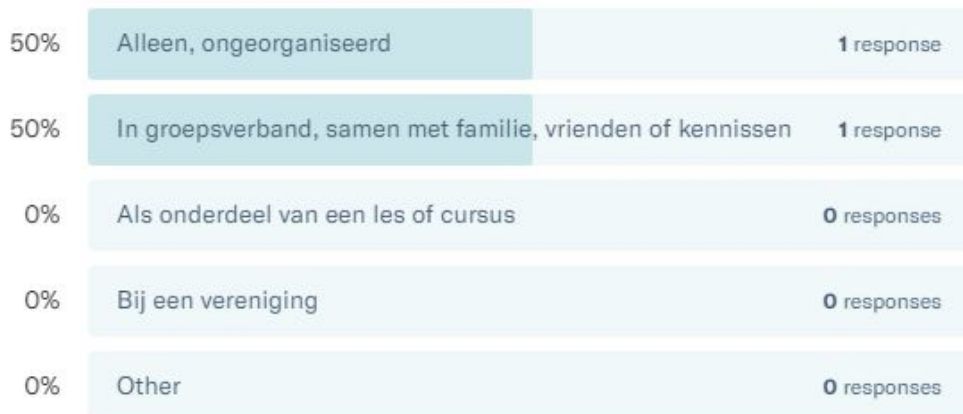 50% Alleen, ongeorganiseerd 1 response
50% In groepsverband, samen met familie, vrienden of kennissen 1 response
0% Als onderdeel van een les of cursus 0 responses
0% Bij een vereniging 0 responses
0% Other 0 responses